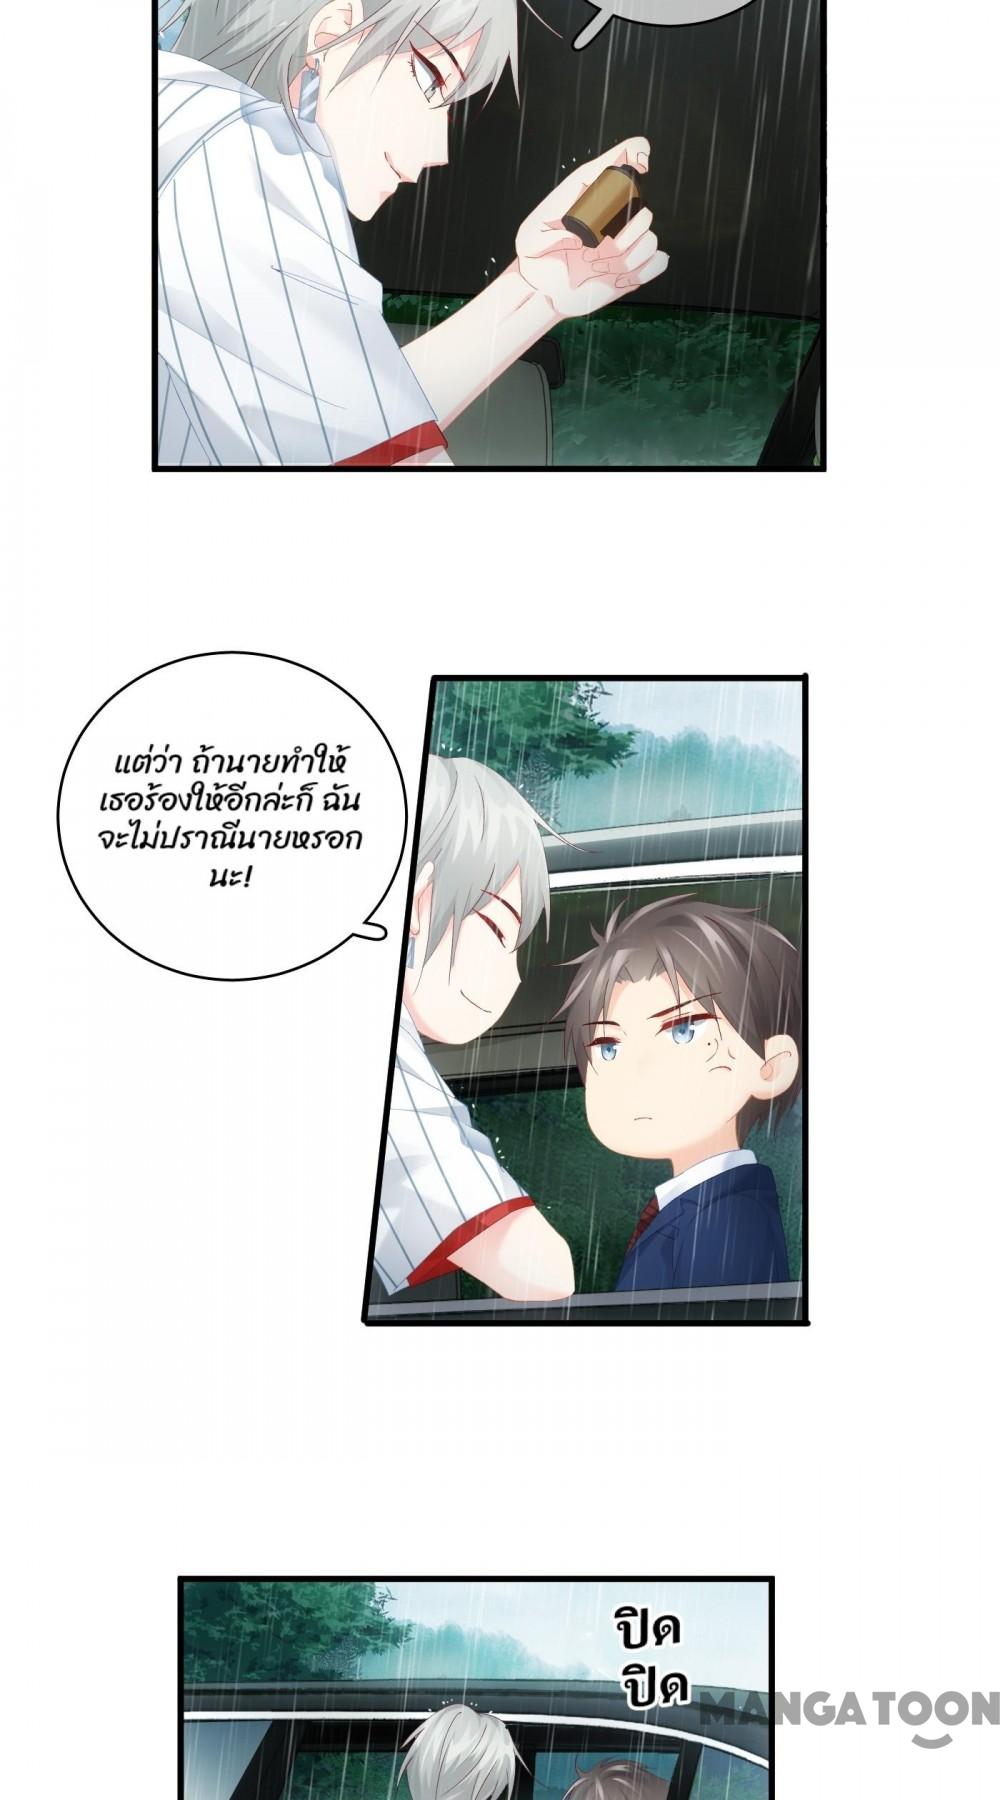 แต่ว่า ถ้านายทำให้
เธอร้องให้อีกล่ะก็ ฉัน
จะไม่ปราณีนายหรอก
นะ!
ปิด
ปิด
MANGATOON